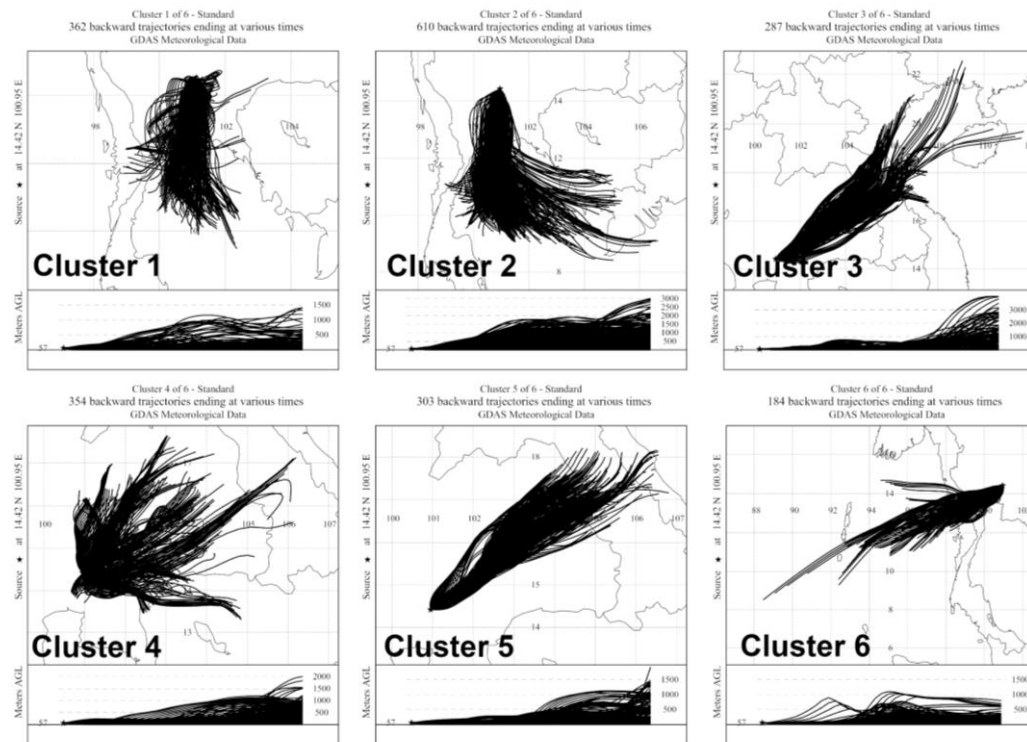 Cluster 1 of 6 - Standard
362 backward trajectories ending at various times
GDAS Meteorological Data
Source ★ at 14.42 N 100.95 E
98
102
104
Cluster 1
Meters AGL
1500
1000
500
57
Cluster 2 of 6 - Standard
610 backward trajectories ending at various times
GDAS Meteorological Data
Source ★ at 14.42 N 100.95 E
98
14
104
106
12
8
Cluster 2
Meters AGL
3000
2500
2000
1500
1000
500
57
Cluster 3 of 6 - Standard
287 backward trajectories ending at various times
GDAS Meteorological Data
Source ★ at 14.42 N 100.95 E
22
100
102
104
110
16
14
Cluster 3
Meters AGL
3000
2000
1000
57
Cluster 4 of 6 - Standard
354 backward trajectories ending at various times
GDAS Meteorological Data
Source ★ at 14.42 N 100.95 E
100
105
106
107
13
Cluster 4
Meters AGL
2000
1500
1000
500
57
Cluster 5 of 6 - Standard
303 backward trajectories ending at various times
GDAS Meteorological Data
Source ★ at 14.42 N 100.95 E
18
100
101
102
107
15
14
Cluster 5
Meters AGL
1500
1000
500
57
Cluster 6 of 6 - Standard
184 backward trajectories ending at various times
GDAS Meteorological Data
Source ★ at 14.42 N 100.95 E
88
14
12
8
6
Cluster 6
Meters AGL
1500
1000
500
57